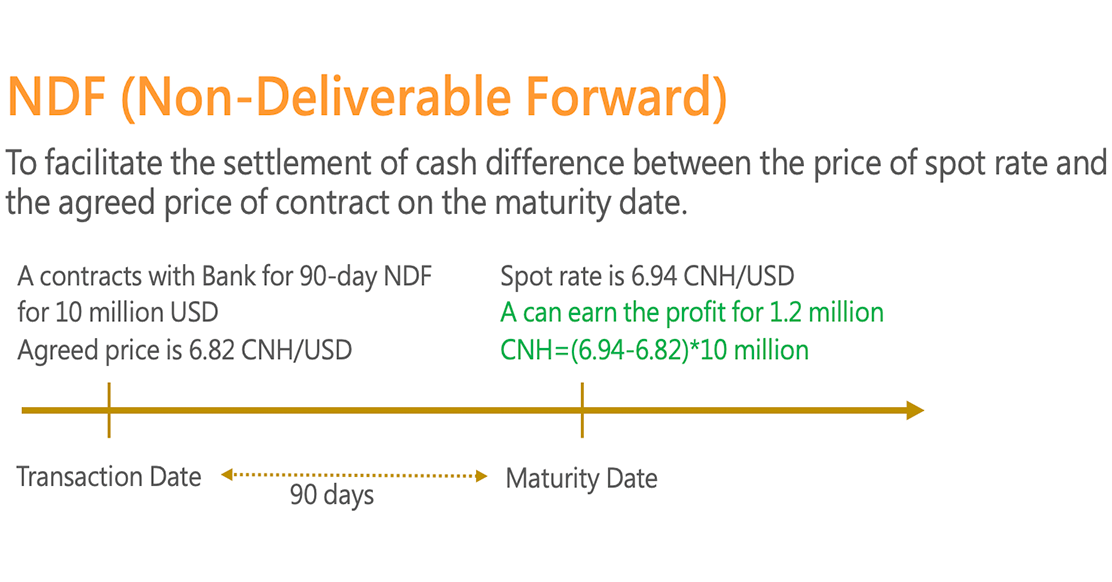 NDF (Non-Deliverable Forward)
To facilitate the settlement of cash difference between the price of spot rate and
the agreed price of contract on the maturity date.
A contracts with Bank for 90-day NDF
for 10 million USD
Agreed price is 6.82 CNH/USD
Spot rate is 6.94 CNH/USD
A can earn the profit for 1.2 million
CNH=(6.94-6.82)*10 million
Transaction Date
90 days
Maturity Date